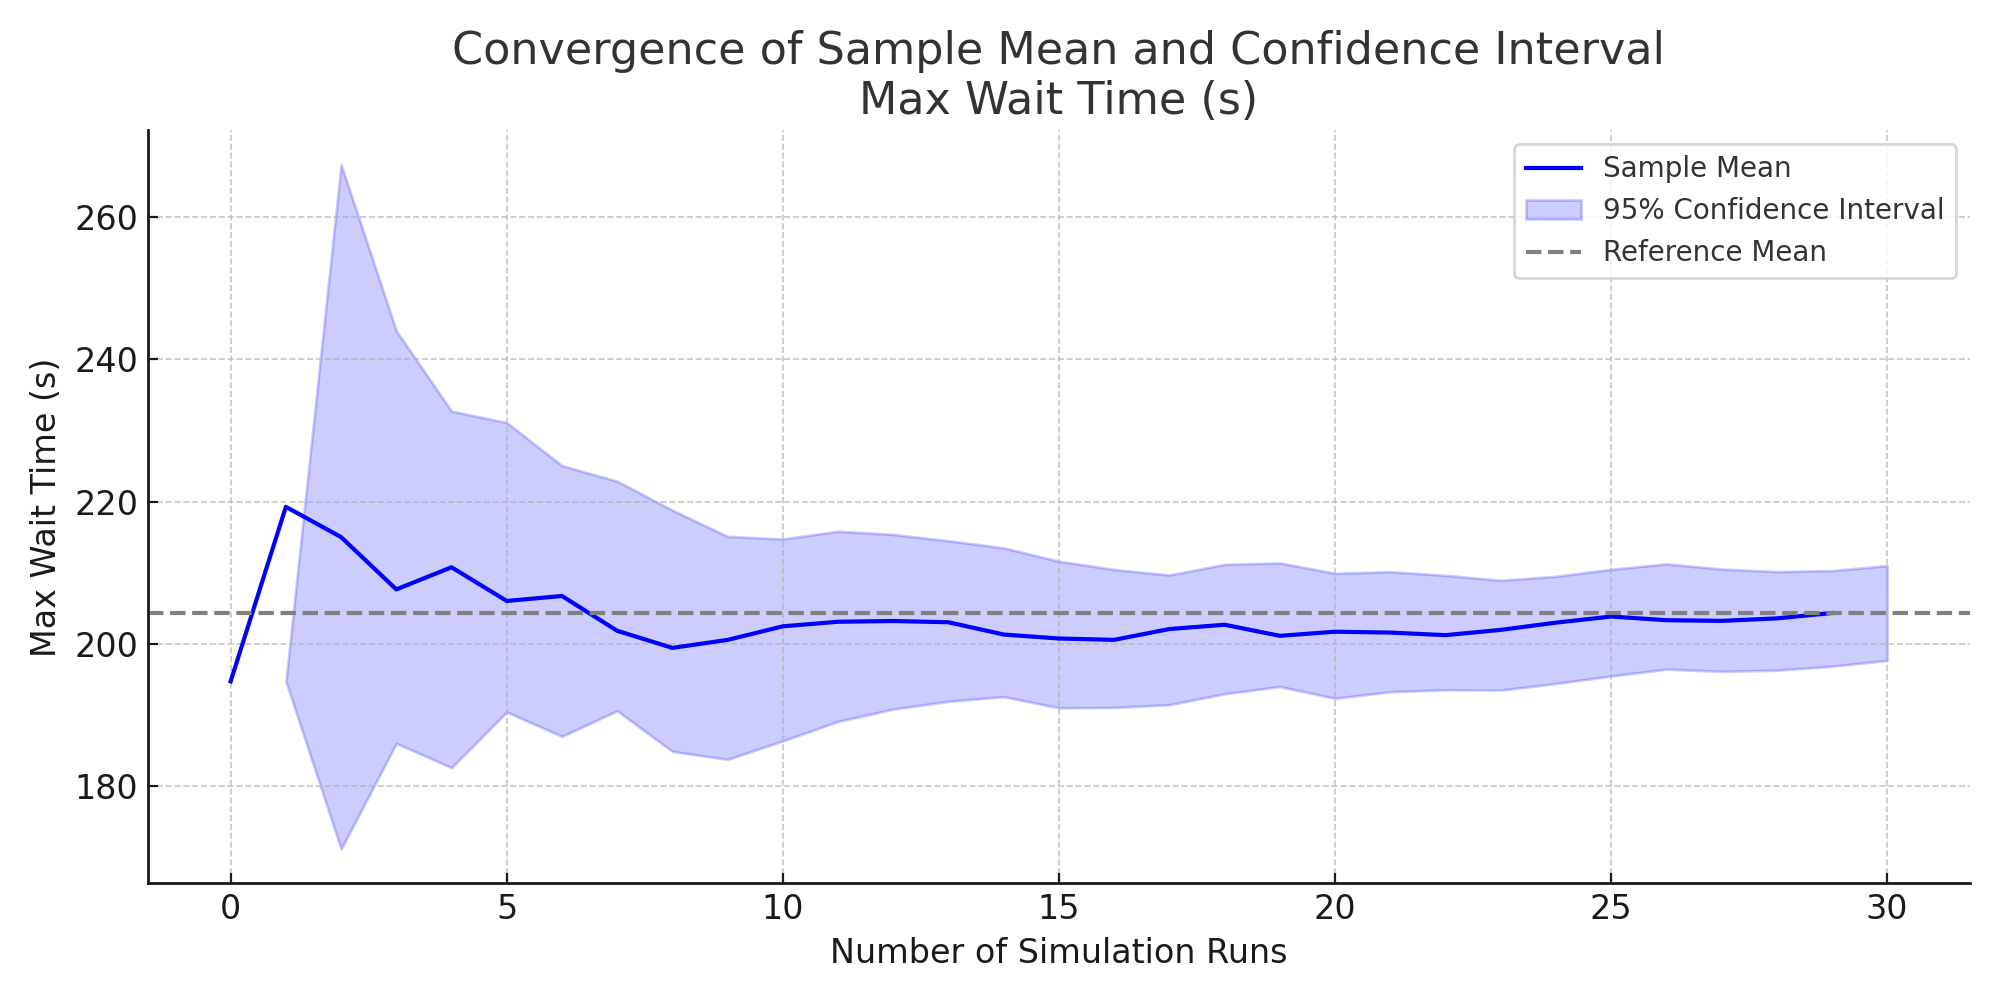 Convergence of Sample Mean and Confidence Interval
Max Wait Time (s)
Sample Mean
95% Confidence Interval
Reference Mean
Max Wait Time (s)
260
240
220
200
180
0 5 10 15 20 25 30
Number of Simulation Runs